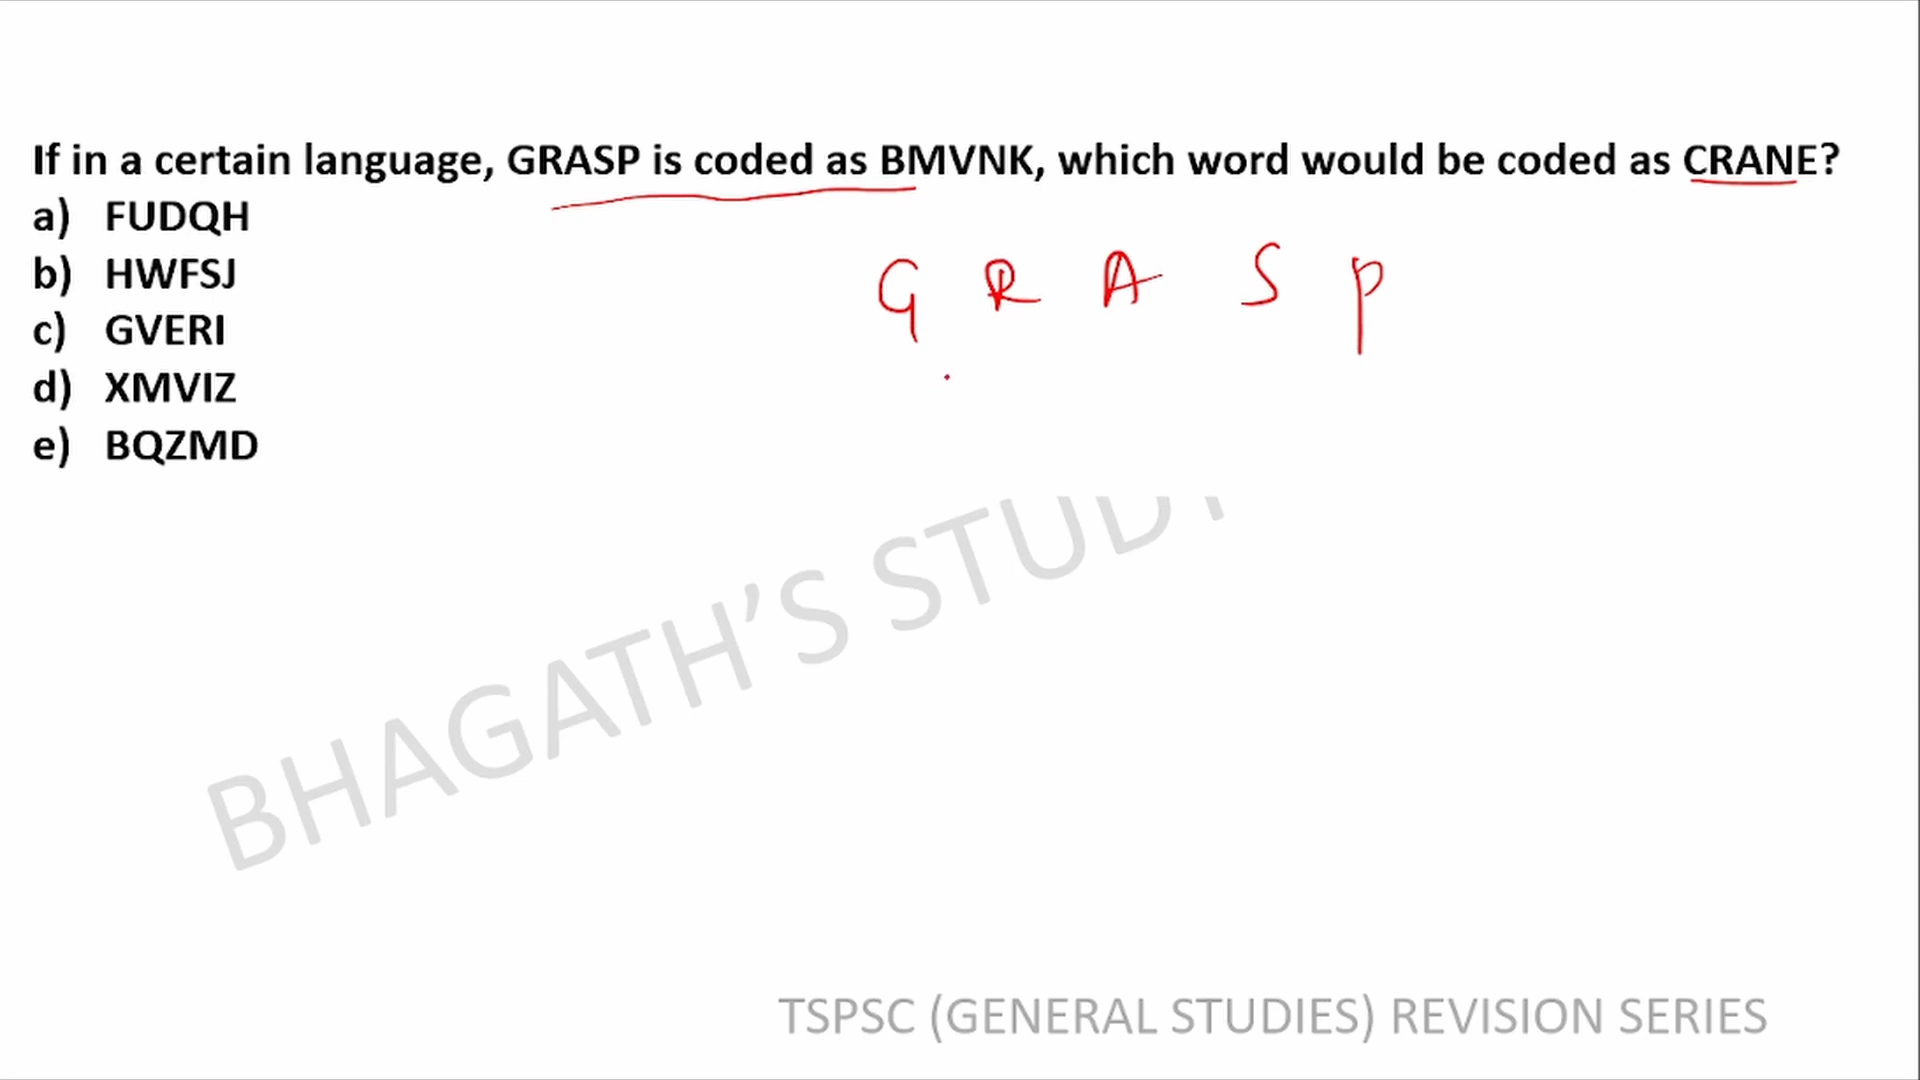 If in a certain language, GRASP is coded as BMVNK, which word would be coded as CRANE?
a) FUDQH
b) HWFSJ
c) GVERI
d) XMVIZ
e) BQZMD
G R A S P
BHAGATH'S STUDY
TSPSC (GENERAL STUDIES) REVISION SERIES